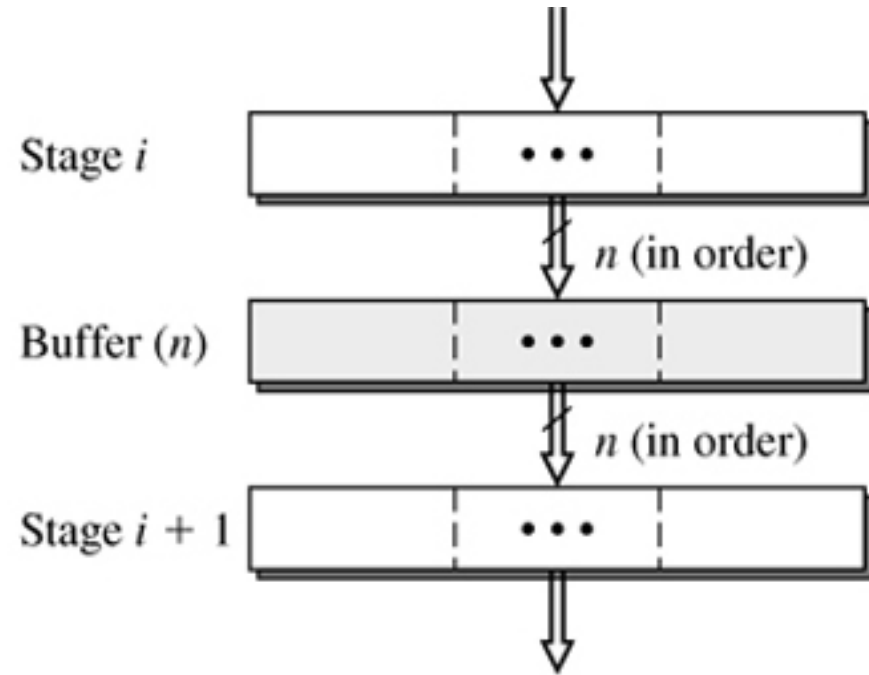 Stage i
• • •
n (in order)
Buffer (n)
• • •
n (in order)
Stage i + 1
• • •